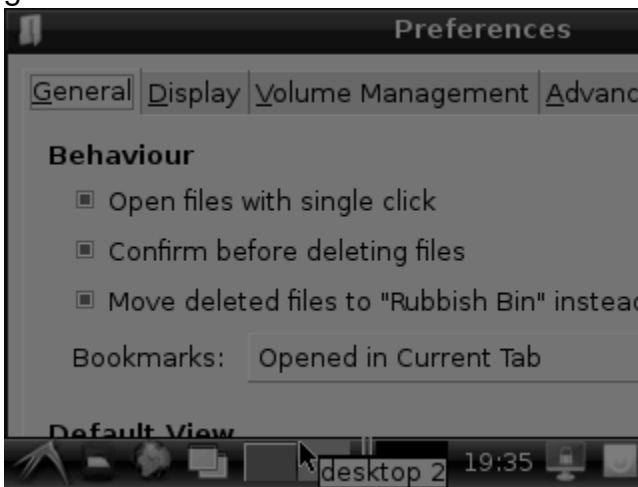 Preferences
General Display Volume Management Advanc
Behaviour
Open files with single click
Confirm before deleting files
Move deleted files to "Rubbish Bin" instead
Bookmarks: Opened in Current Tab
Default View
desktop 2 19:35